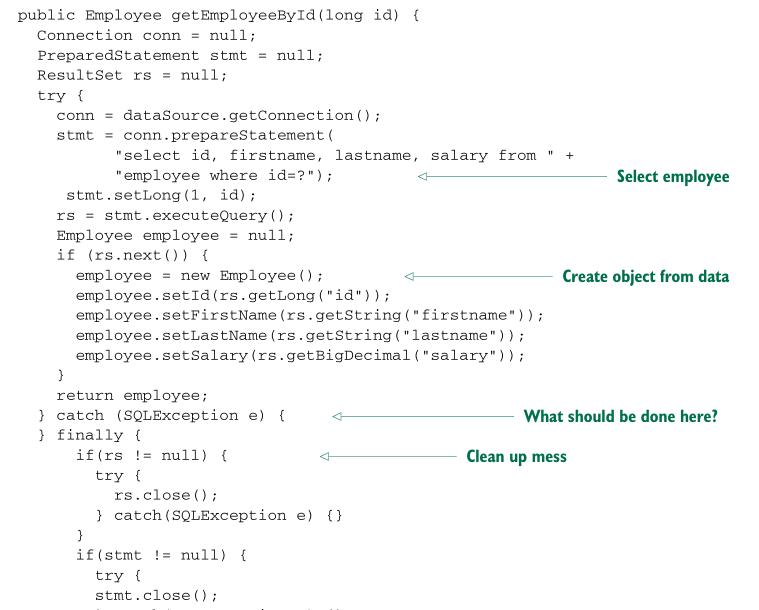 public Employee getEmployeeById(long id) {
Connection conn = null;
PreparedStatement stmt = null;
ResultSet rs = null;
try {
conn = dataSource.getConnection();
stmt = conn.prepareStatement(
"select id, firstname, lastname, salary from " +
"employee where id=?"); Select employee
stmt.setLong(1, id);
rs = stmt.executeQuery();
Employee employee = null;
if (rs.next()) {
employee = new Employee(); Create object from data
employee.setId(rs.getLong("id"));
employee.setFirstName(rs.getString("firstname"));
employee.setLastName(rs.getString("lastname"));
employee.setSalary(rs.getBigDecimal("salary"));
}
return employee;
} catch (SQLException e) { What should be done here?
} finally {
if(rs != null) { Clean up mess
try {
rs.close();
} catch(SQLException e) {}
}
if(stmt != null) {
try {
stmt.close();